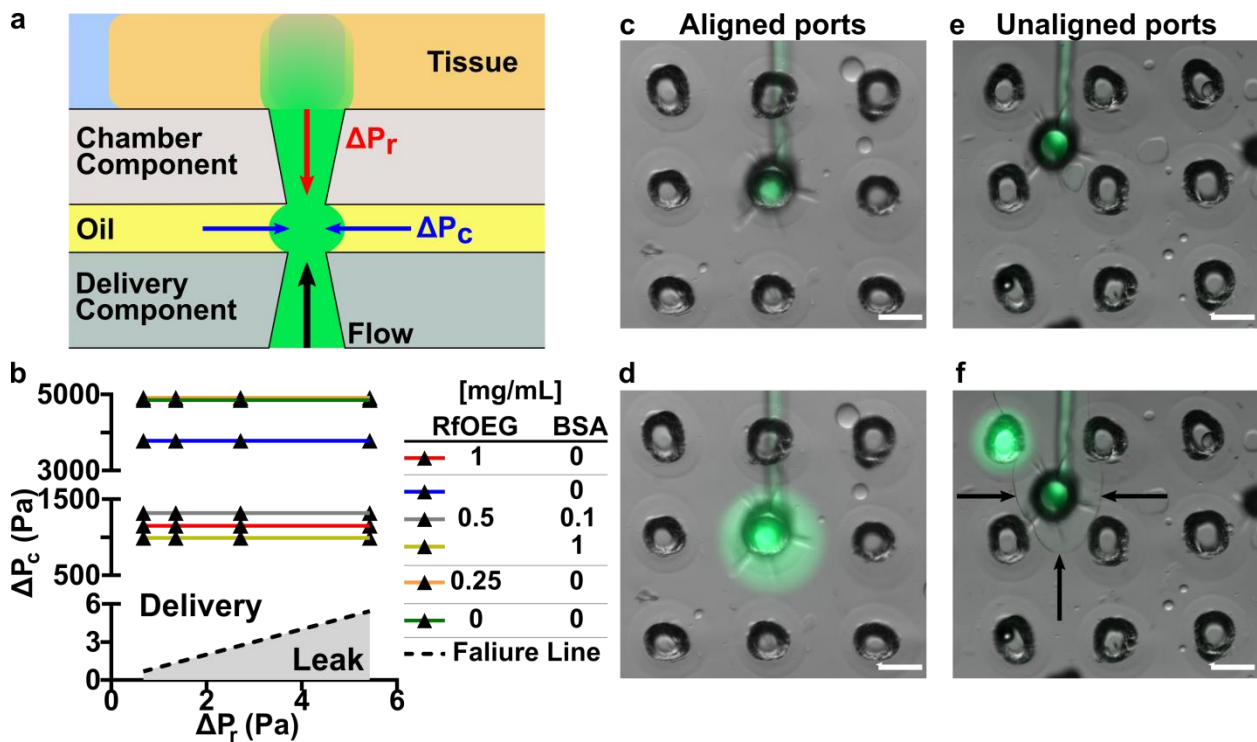 a
Tissue
Chamber
Component
ΔPr
Oil
ΔPc
Delivery
Component
Flow
b
5000
3000
1500
500
6
3
0
ΔPc (Pa)
Delivery
Leak
0 2 4 6
ΔPr (Pa)
[mg/mL]
RfOEG BSA
1 0
0
0.5 0.1
1
0.25 0
0 0
Faliure Line
c Aligned ports
d
e Unaligned ports
f